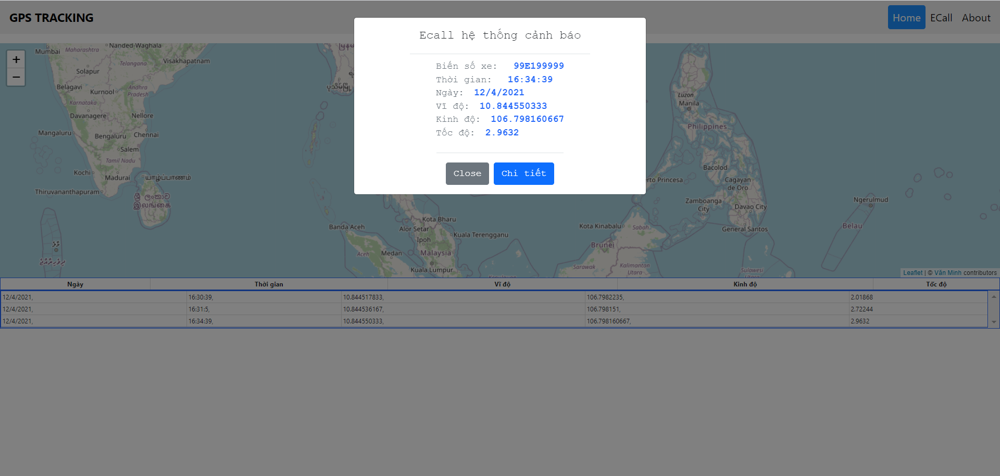 GPS TRACKING
Home ECall About
Ecall hệ thống cảnh báo
Biến số xe: 99E199999
Thời gian: 16:34:39
Ngày: 12/4/2021
Vĩ độ: 10.844550333
Kinh độ: 106.798160667
Tốc độ: 2.9632
Close Chi tiết
+
−
Mumbai
Maharashtra
Nanded-Waghala
Telangana
Visakhapatnam
Solapur
Belagavi
Kurnool
Andhra
Pradesh
Karnataka
Davanagere
Nellore
Mangaluru
Bengaluru
Chennai
Salem
Tamil Nadu
Kochi
Madurai
யாழ்ப்பாணம்
Thiruvananthapuram
ශ්‍රී ලංකාව
இலங்கை
Banda Aceh
Aceh
Medan
Kota Bharu
Alor Setar
Kuala Terengganu
Ipoh
Malaysia
Kuala Lumpur
Luzon
Manila
Philippines
Bacolod
erto Princesa
Cagayan
de Oro
Zamboanga
City
Davao City
General Santos
Kota Kinabalu
Sabah
Brunei
Sarawak
Kalimantan
Utara
Sulawesi
Ngerulmud
Belau
Leaflet | © Văn Minh contributors
Ngày Thời gian Vĩ độ Kinh độ Tốc độ
12/4/2021, 16:30:39, 10.844517833, 106.7982235, 2.01868
12/4/2021, 16:31:5, 10.844536167, 106.798151, 2.72244
12/4/2021, 16:34:39, 10.844550333, 106.798160667, 2.9632